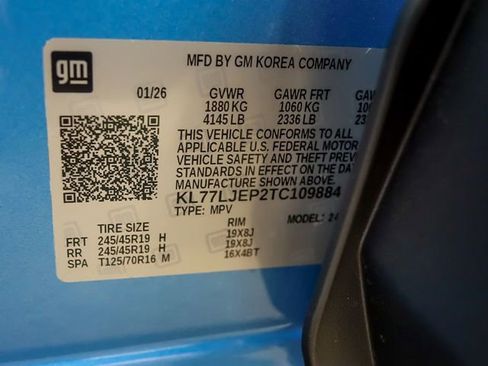 gm
MFD BY GM KOREA COMPANY
01/26 GVWR GAWR FRT GAWR
1880 KG 1060 KG
4145 LB 2336 LB
THIS VEHICLE CONFORMS TO ALL
APPLICABLE U.S. FEDERAL MOTOR
VEHICLE SAFETY AND THEFT PREVE
STANDARDS IN EFFECT ON THE DATE
MANUFACTURE SHOWN ABOVE.
KL77LJEP2TC109884
TYPE: MPV MODEL:
TIRE SIZE RIM
FRT 245/45R19 H 19X8J
RR 245/45R19 H 19X8J
SPA T125/70R16 M 16X4BT